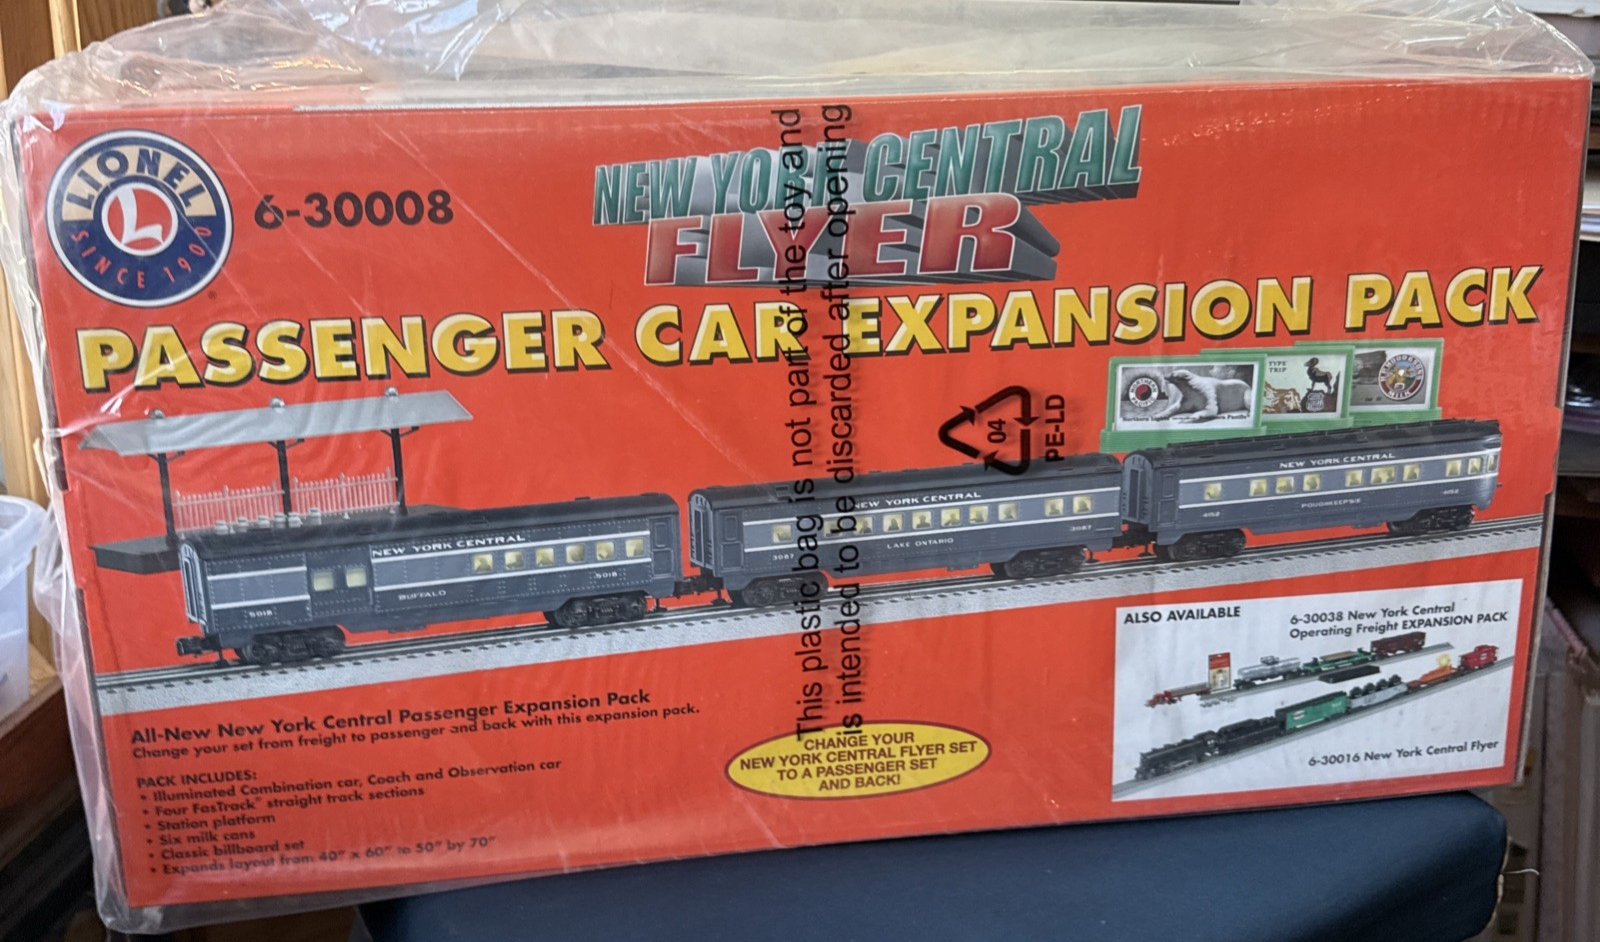 LIONEL
L
SINCE 1900
6-30008
NEW YORK CENTRAL
FLYER
PASSENGER CAR EXPANSION PACK
This plastic bag is not part of the toy and
is intended to be discarded after opening
04
PE-LD
NORTHERN PACIFIC
TYPE
TRIP
MILK
NEW YORK CENTRAL
5018
BUFFALO
5018
NEW YORK CENTRAL
3087
LAKE ONTARIO
3087
NEW YORK CENTRAL
4152
POUGHKEEPSIE
4152
All-New New York Central Passenger Expansion Pack
Change your set from freight to passenger and back with this expansion pack.
PACK INCLUDES:
• Illuminated Combination car, Coach and Observation car
• Four FasTrack® straight track sections
• Station platform
• Six milk cans
• Classic billboard set
• Expands layout from 40" x 60" to 50" by 70"
CHANGE YOUR
NEW YORK CENTRAL FLYER SET
TO A PASSENGER SET
AND BACK!
ALSO AVAILABLE
6-30038 New York Central
Operating Freight EXPANSION PACK
6-30016 New York Central Flyer